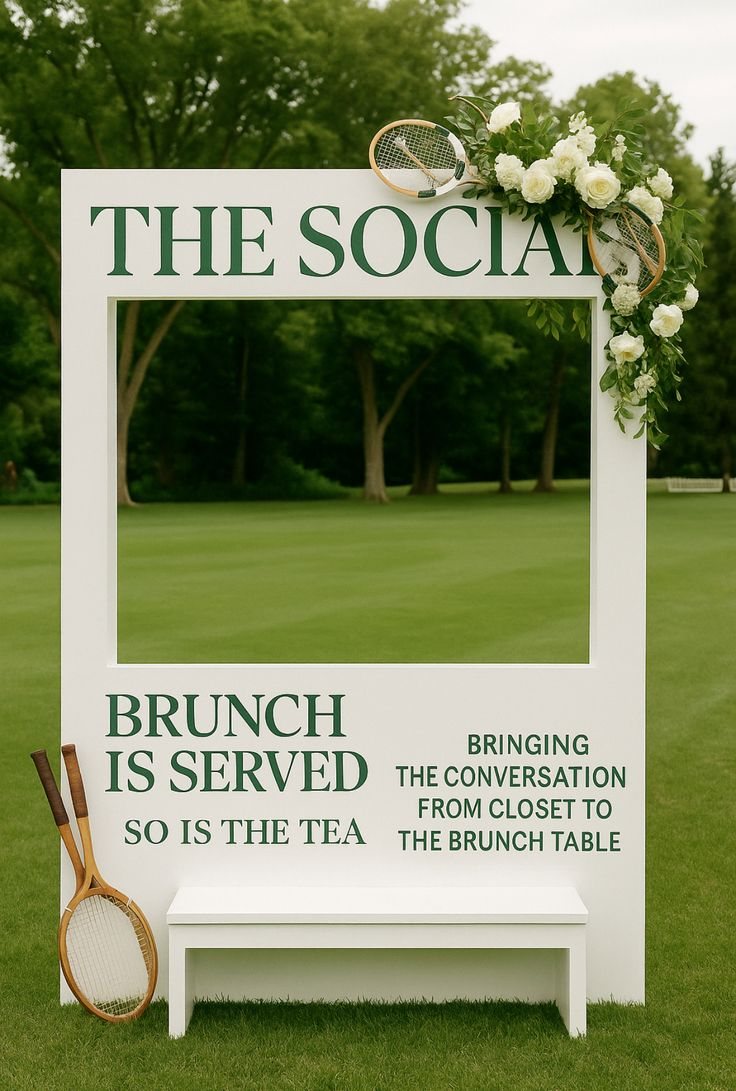 THE SOCIAL
BRUNCH
IS SERVED
SO IS THE TEA
BRINGING
THE CONVERSATION
FROM CLOSET TO
THE BRUNCH TABLE